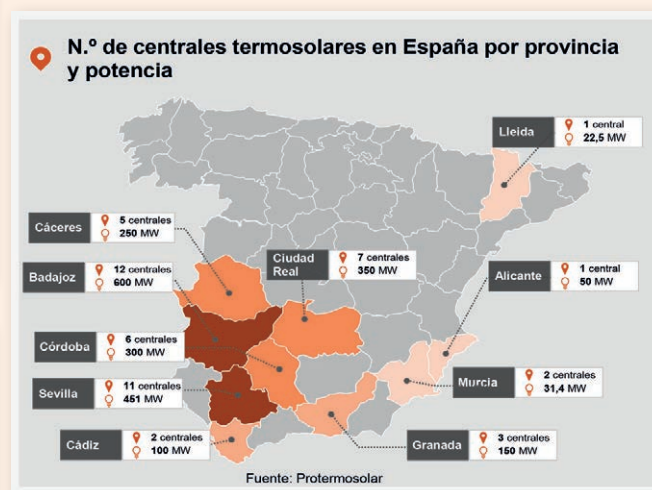 N.º de centrales termosolares en España por provincia
y potencia
Lleida
1 central
22,5 MW
Cáceres
5 centrales
250 MW
Badajoz
12 centrales
600 MW
Ciudad
Real
7 centrales
350 MW
Alicante
1 central
50 MW
Córdoba
6 centrales
300 MW
Sevilla
11 centrales
451 MW
Murcia
2 centrales
31,4 MW
Cádiz
2 centrales
100 MW
Granada
3 centrales
150 MW
Fuente: Protermosolar